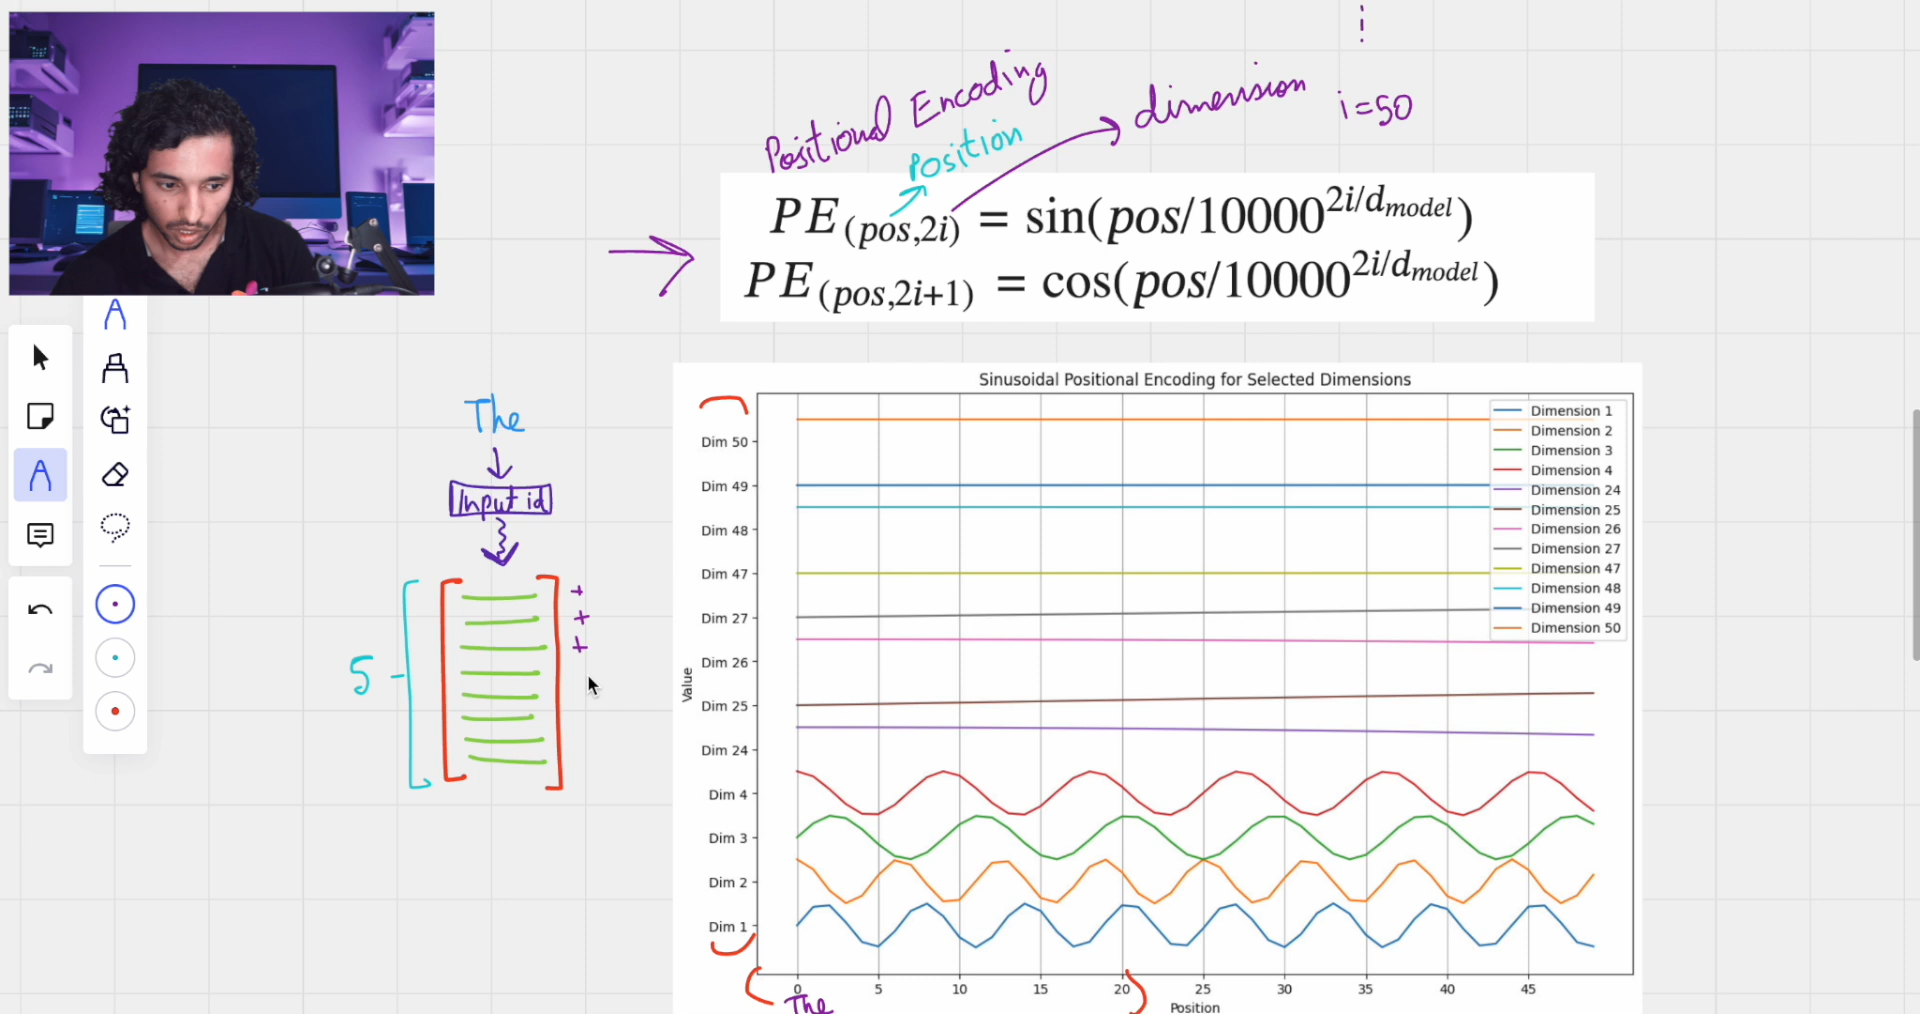 i=50
Positional Encoding
Position
dimension
PE(pos,2i) = sin(pos/10000^2i/dmodel)
PE(pos,2i+1) = cos(pos/10000^2i/dmodel)
The
Input id
5
+
+
+
Sinusoidal Positional Encoding for Selected Dimensions
Dim 50
Dim 49
Dim 48
Dim 47
Dim 27
Dim 26
Dim 25
Dim 24
Dim 4
Dim 3
Dim 2
Dim 1
Value
Dimension 1
Dimension 2
Dimension 3
Dimension 4
Dimension 24
Dimension 25
Dimension 26
Dimension 27
Dimension 47
Dimension 48
Dimension 49
Dimension 50
0 5 10 15 20 25 30 35 40 45
Position
The